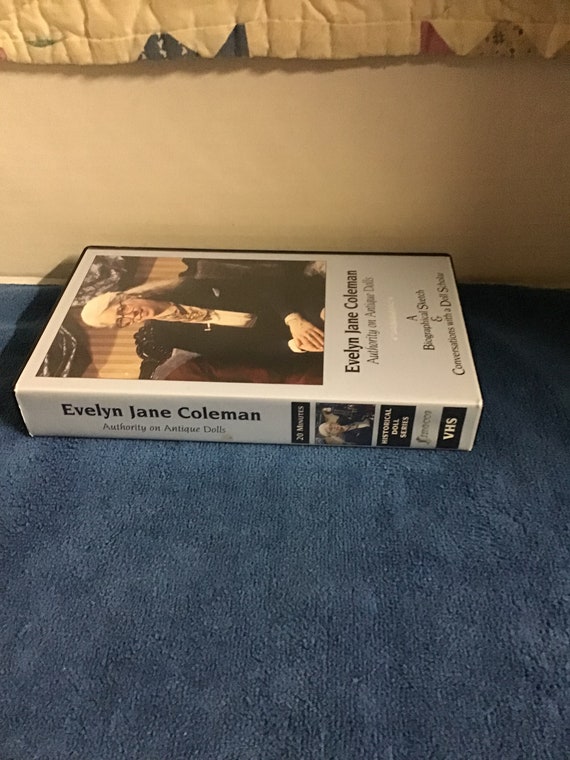 Evelyn Jane Coleman
Authority on Antique Dolls
A
Biographical Sketch
&
Conversations with a Doll Scholar
Evelyn Jane Coleman
Authority on Antique Dolls
20 MINUTES
HISTORICAL
DOLL
SERIES
VHS